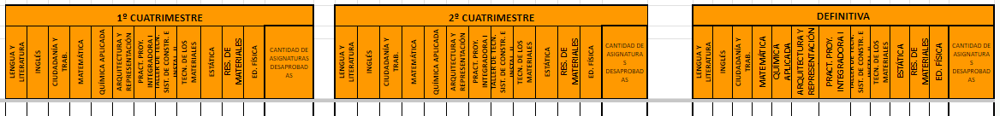 1º CUATRIMESTRE
LENGUA Y
LITERATURA
INGLÉS
CIUDADANÍA Y
TRAB.
MATEMÁTICA
QUÍMICA APLICADA
ARQUITECTURA Y
REPRESENTACIÓN
PRACT. PROY.
INTEGRADORA I
TALLER DE TECN.
SIST. DE CONSTR. E
TECN. DE LOS
MATERIALES
ESTÁTICA
RES. DE
MATERIALES
ED. FÍSICA
CANTIDAD DE
ASIGNATURAS
DESAPROBAD
AS
2º CUATRIMESTRE
LENGUA Y
LITERATURA
INGLÉS
CIUDADANÍA Y
TRAB.
MATEMÁTICA
QUÍMICA APLICADA
ARQUITECTURA Y
REPRESENTACIÓN
PRACT. PROY.
INTEGRADORA I
TALLER DE TECN.
SIST. DE CONSTR. E
TECN. DE LOS
MATERIALES
ESTÁTICA
RES. DE
MATERIALES
ED. FÍSICA
CANTIDAD DE
ASIGNATURA
S
DESAPROBAD
AS
DEFINITIVA
LENGUA Y
LITERATURA
INGLÉS
CIUDADANÍA Y
TRAB.
MATEMÁTICA
QUÍMICA
APLICADA
ARQUITECTURA Y
REPRESENTACIÓN
PRACT. PROY.
INTEGRADORA I
TALLER DE TECN.
SIST. DE CONSTR. E
TECN. DE LOS
MATERIALES
ESTÁTICA
RES. DE
MATERIALES
ED. FÍSICA
CANTIDAD DE
ASIGNATURA
S
DESAPROBAD
AS